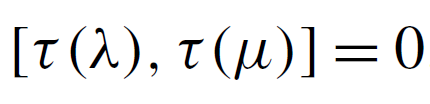 [τ(λ), τ(μ)] = 0